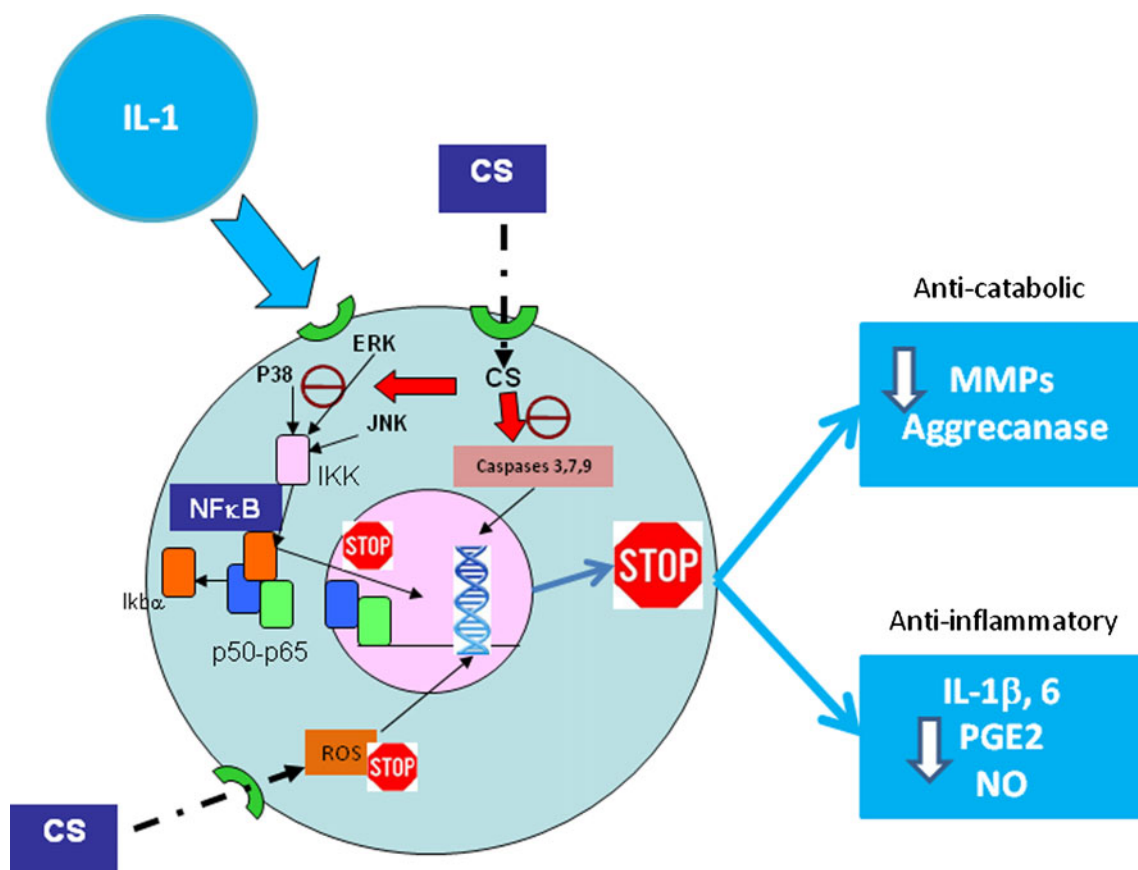 IL-1
CS
Anti-catabolic
MMPs
Aggrecanase
ERK
P38
CS
JNK
IKK
Caspases 3,7,9
NFκB
STOP
STOP
Ikbα
p50-p65
Anti-inflammatory
IL-1β, 6
PGE2
NO
ROS
STOP
CS